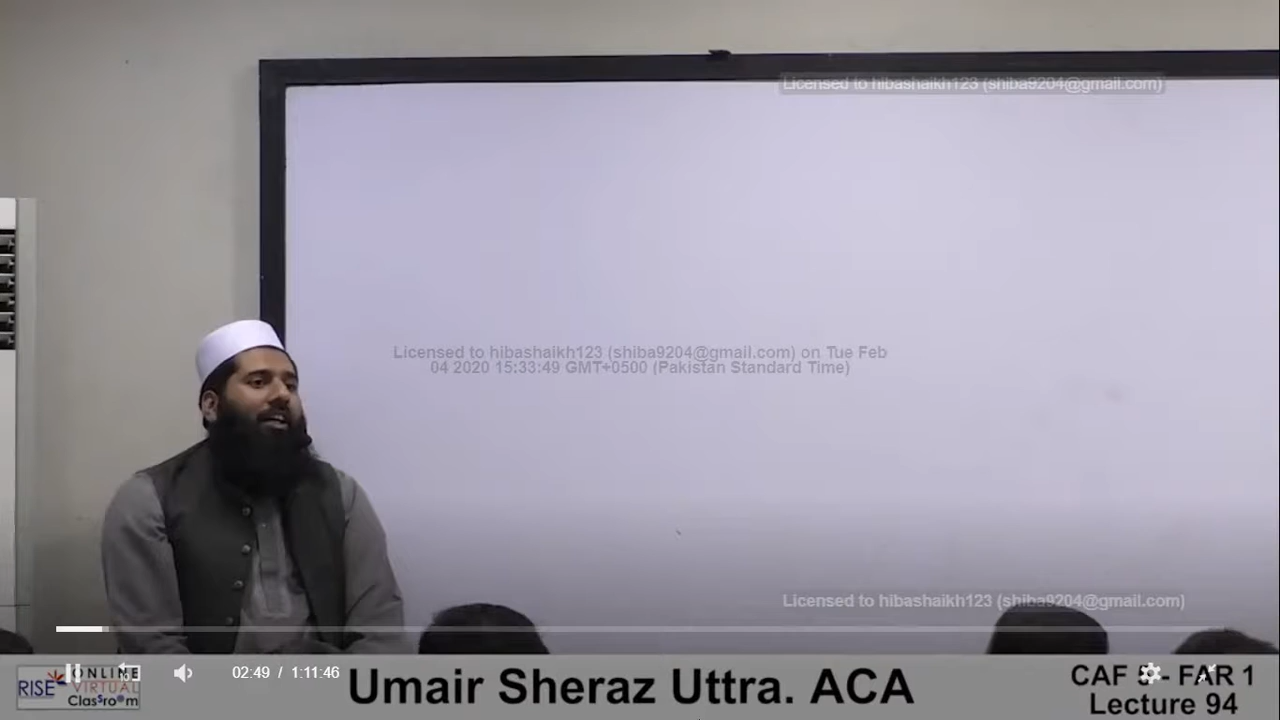 Licensed to hibashaikh123 (shiba9204@gmail.com)
Licensed to hibashaikh123 (shiba9204@gmail.com) on Tue Feb
04 2020 15:33:49 GMT+0500 (Pakistan Standard Time)
Licensed to hibashaikh123 (shiba9204@gmail.com)
RISE ONLINE
VIRTUAL
Classroom
02:49 / 1:11:46
Umair Sheraz Uttra. ACA
CAF 5 - FAR 1
Lecture 94